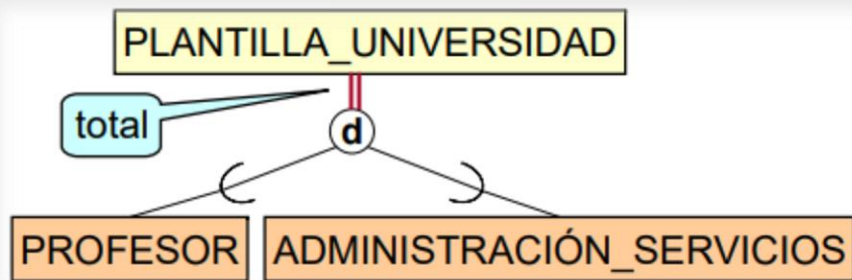 PLANTILLA_UNIVERSIDAD
total
d
PROFESOR
ADMINISTRACIÓN_SERVICIOS